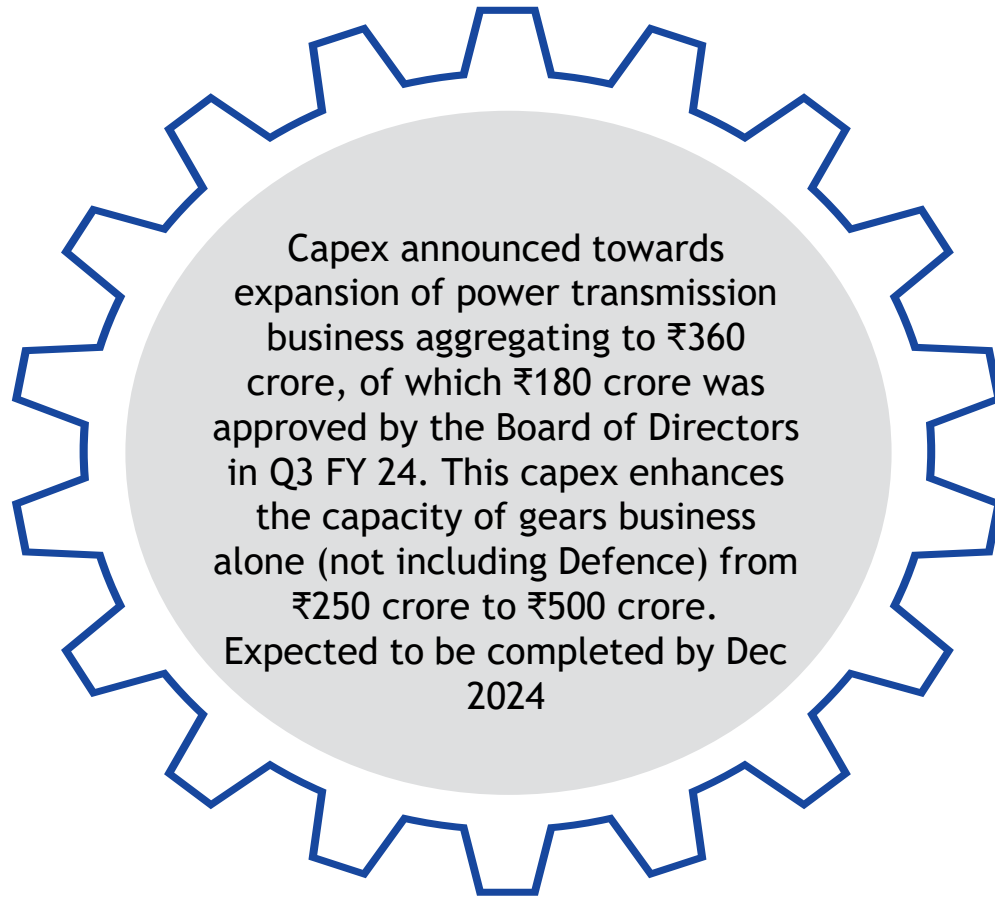 Capex announced towards
expansion of power transmission
business aggregating to ₹360
crore, of which ₹180 crore was
approved by the Board of Directors
in Q3 FY 24. This capex enhances
the capacity of gears business
alone (not including Defence) from
₹250 crore to ₹500 crore.
Expected to be completed by Dec
2024